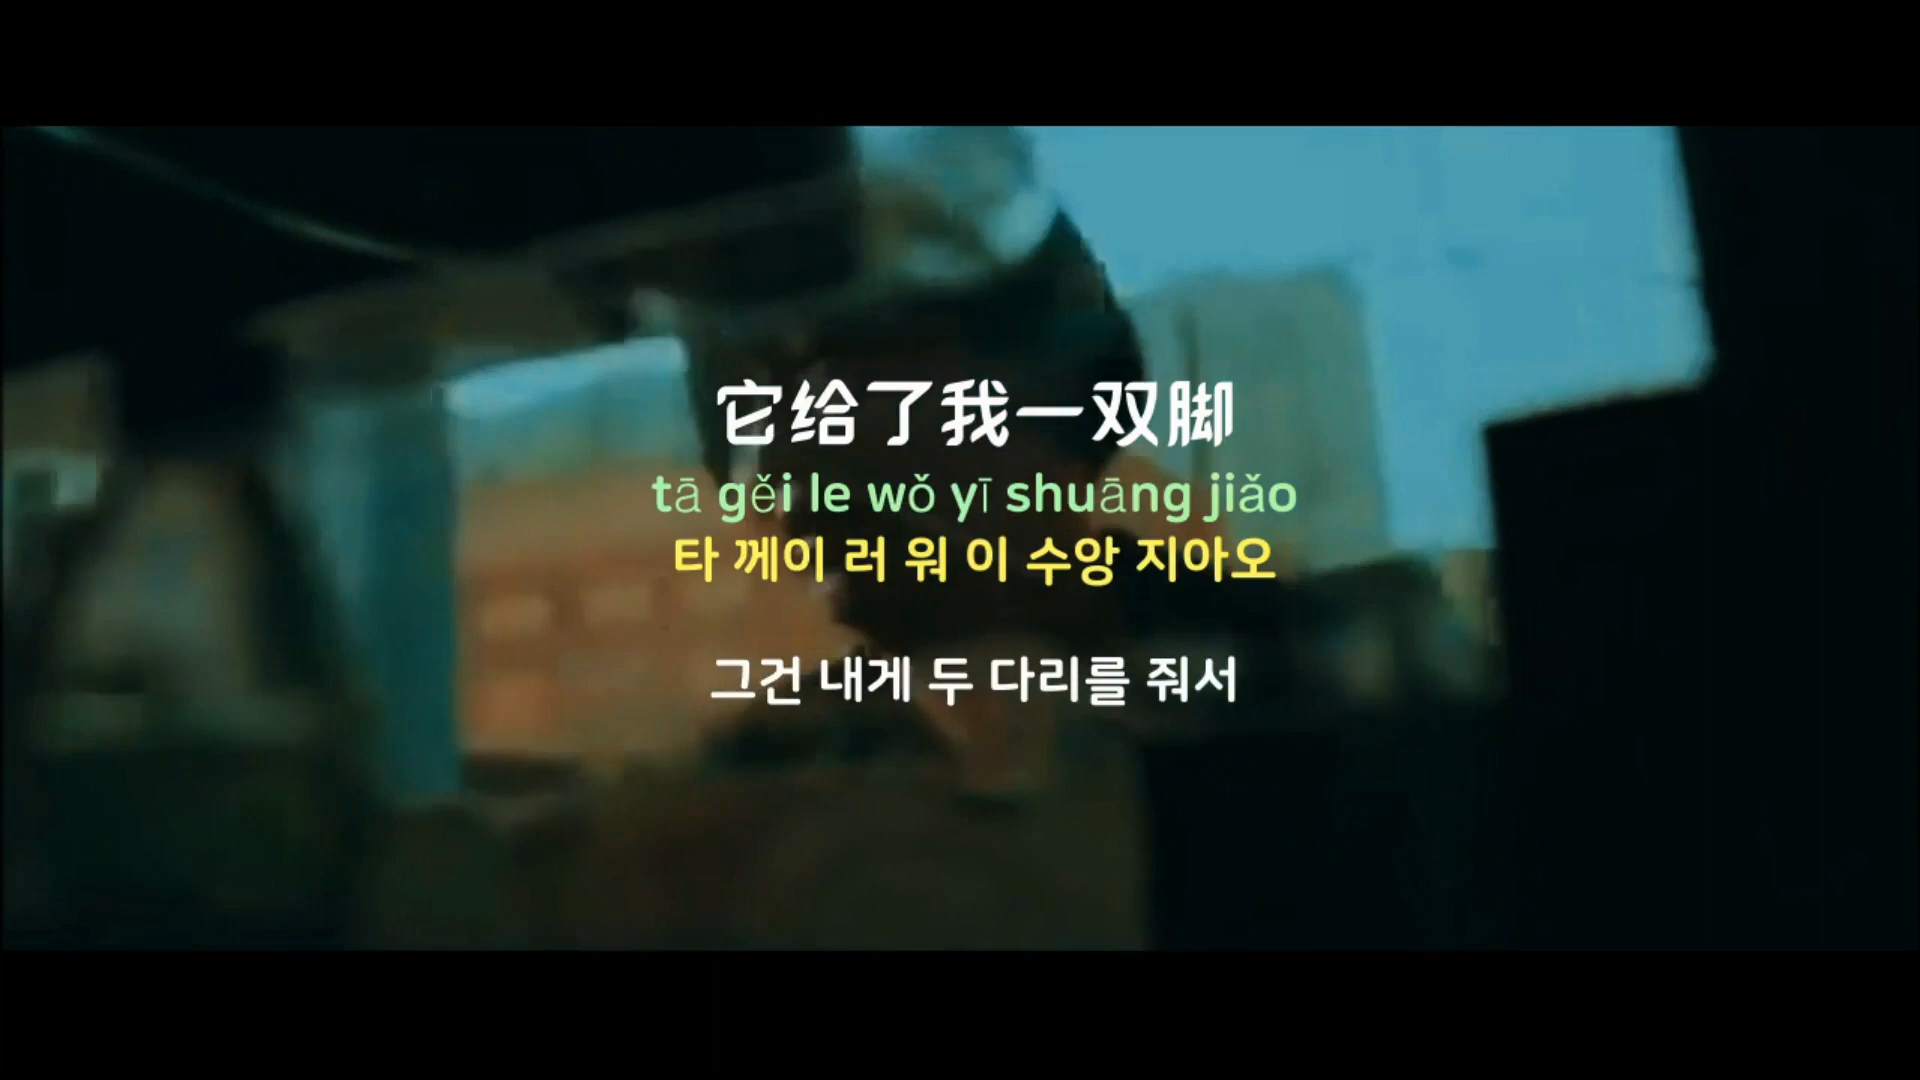 它给了我一双脚
tā gěi le wǒ yī shuāng jiǎo
타 께이 러 워 이 수앙 지아오
그건 내게 두 다리를 줘서